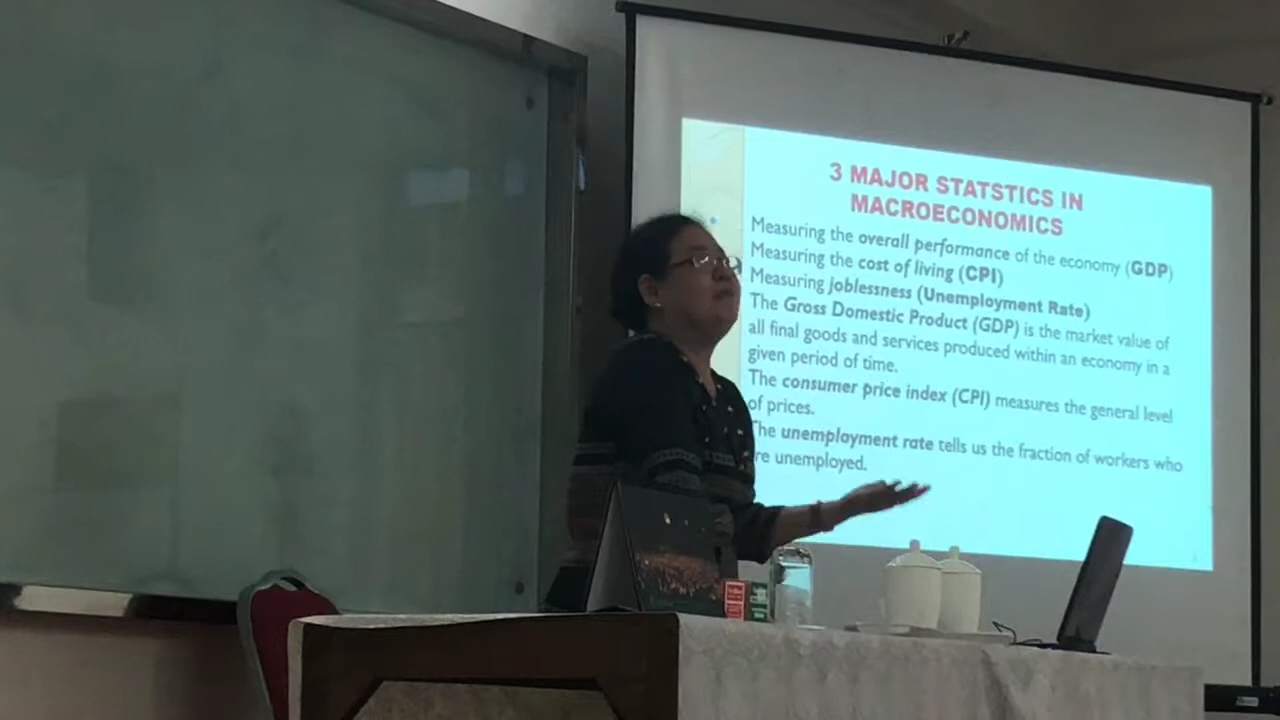 3 MAJOR STATSTICS IN
MACROECONOMICS
Measuring the overall performance of the economy (GDP)
Measuring the cost of living (CPI)
Measuring joblessness (Unemployment Rate)
The Gross Domestic Product (GDP) is the market value of
all final goods and services produced within an economy in a
given period of time.
The consumer price index (CPI) measures the general level
of prices.
The unemployment rate tells us the fraction of workers who
re unemployed.